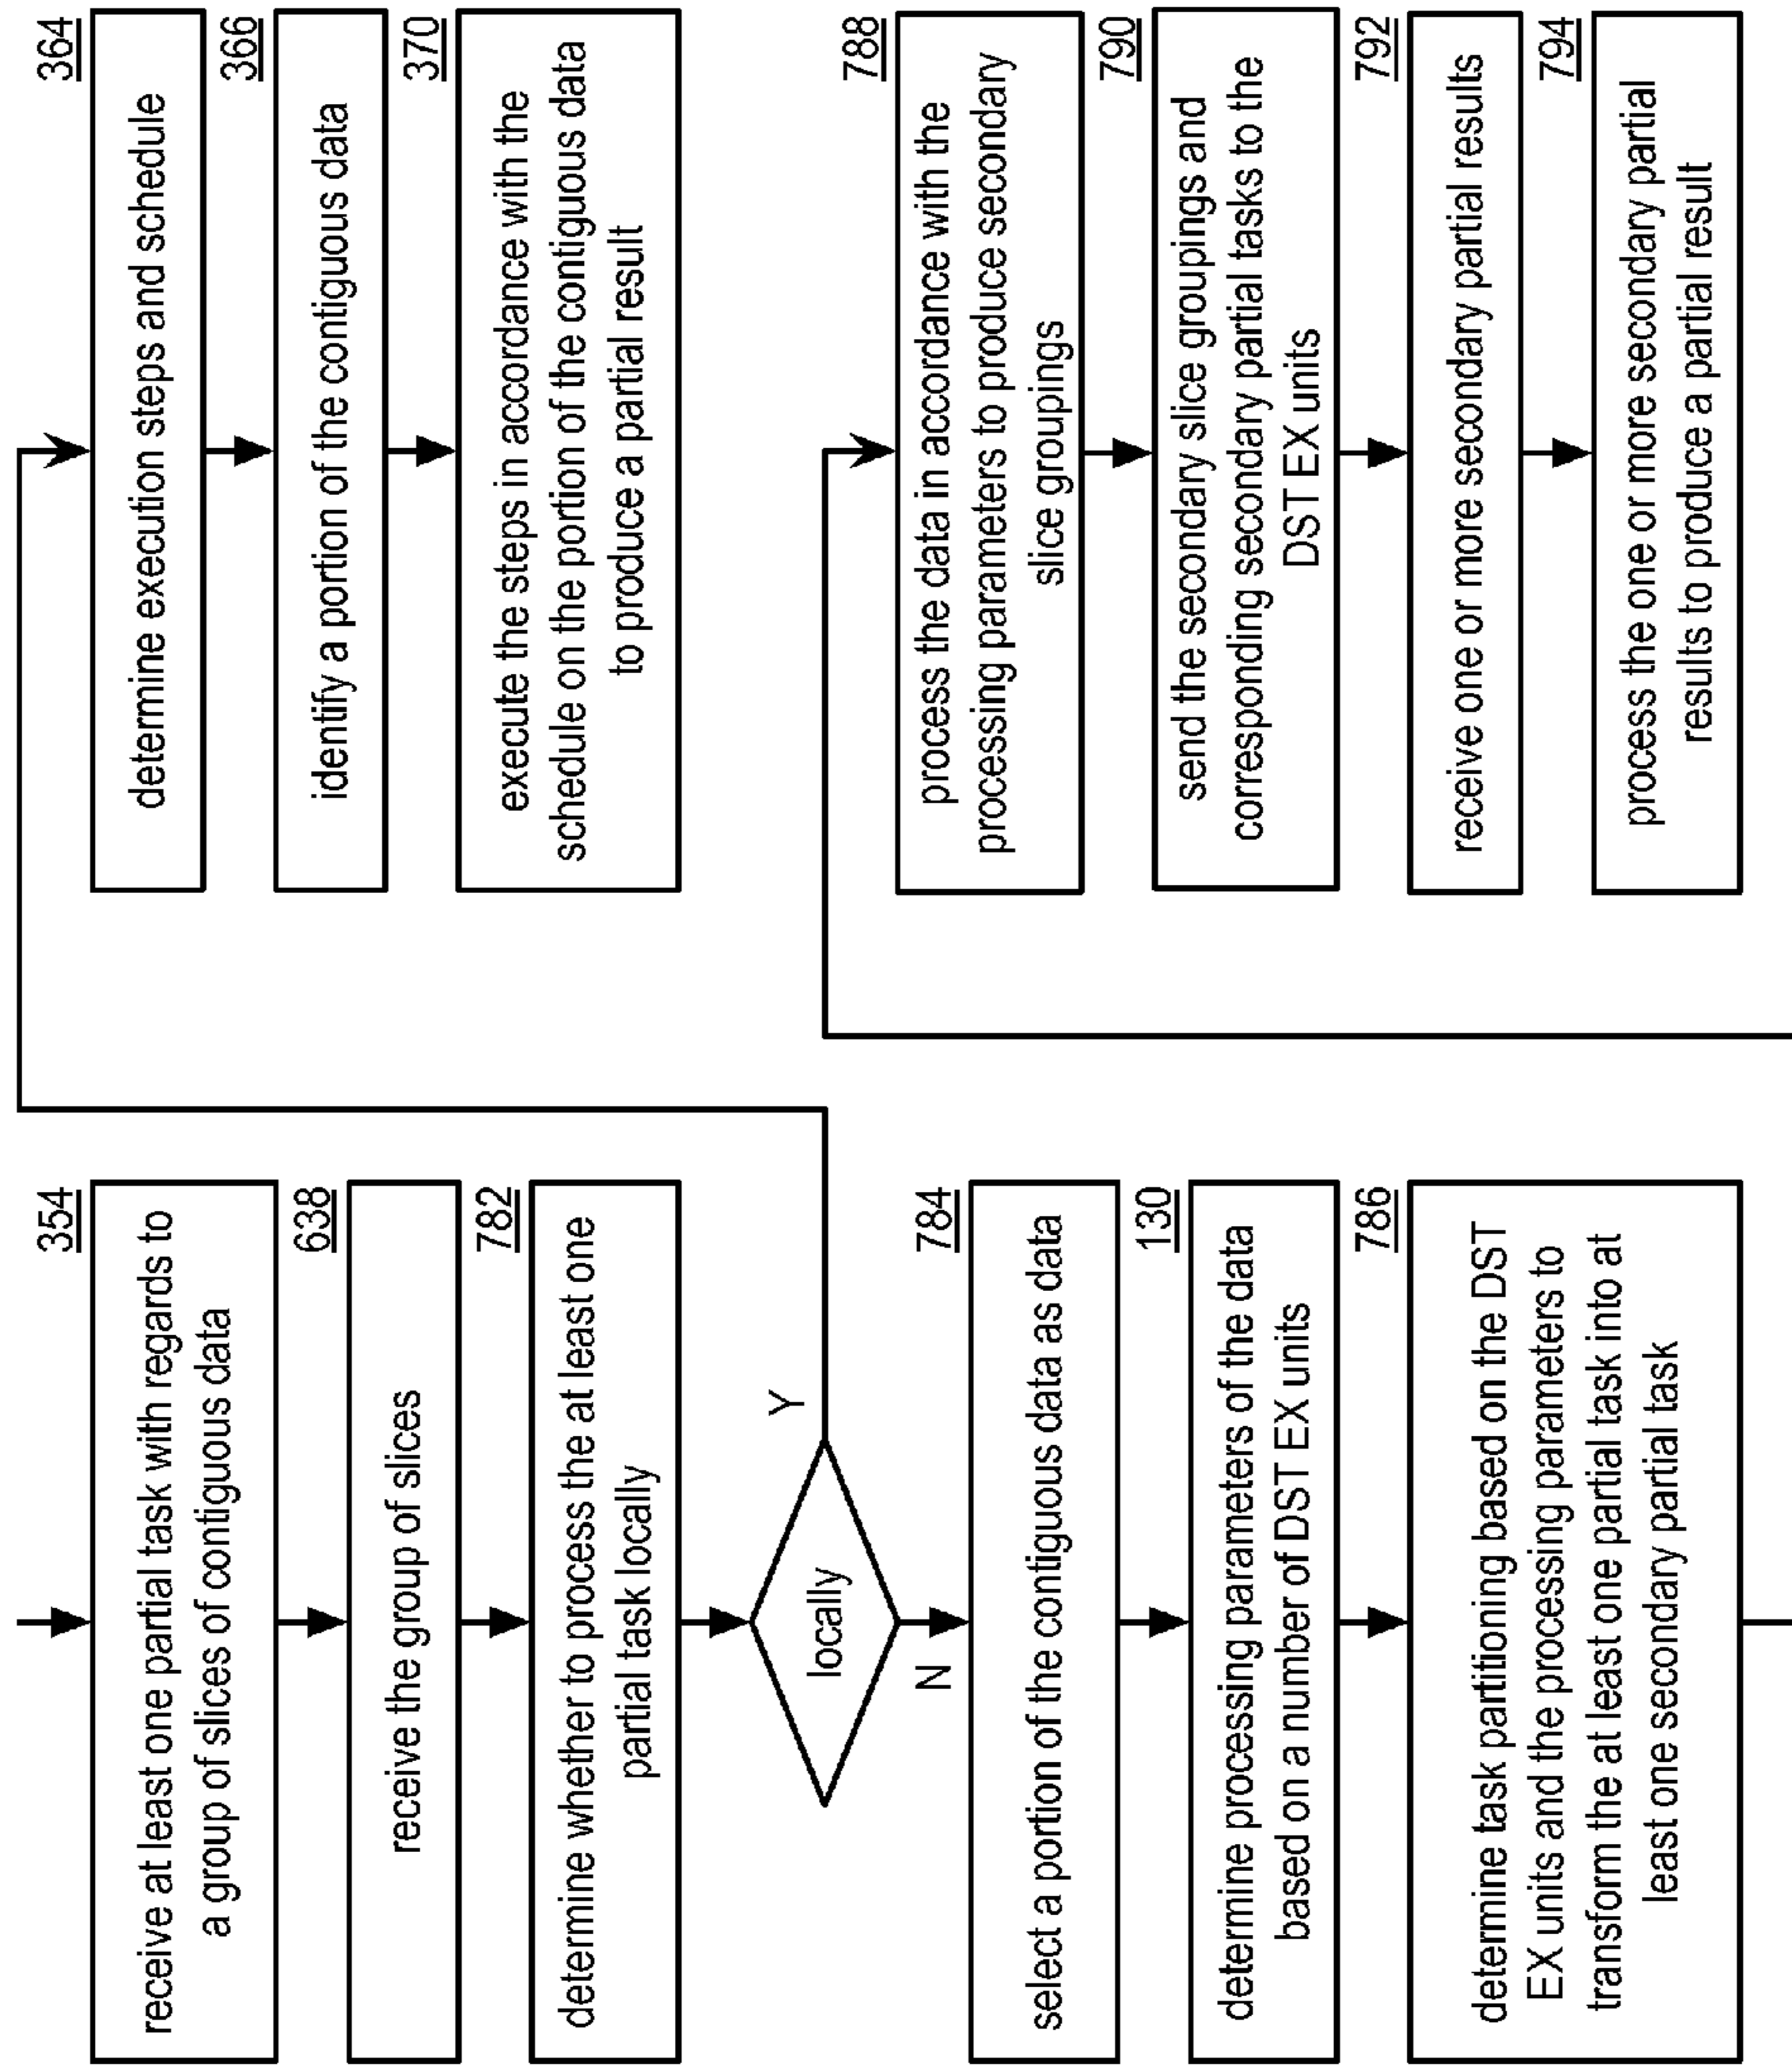 354
receive at least one partial task with regards to
a group of slices of contiguous data
638
receive the group of slices
782
determine whether to process the at least one
partial task locally
locally
Y
N
784
select a portion of the contiguous data as data
130
determine processing parameters of the data
based on a number of DST EX units
786
determine task partitioning based on the DST
EX units and the processing parameters to
transform the at least one partial task into at
least one secondary partial task
364
determine execution steps and schedule
366
identify a portion of the contiguous data
370
execute the steps in accordance with the
schedule on the portion of the contiguous data
to produce a partial result
788
process the data in accordance with the
processing parameters to produce secondary
slice groupings
790
send the secondary slice groupings and
corresponding secondary partial tasks to the
DST EX units
792
receive one or more secondary partial results
794
process the one or more secondary partial
results to produce a partial result